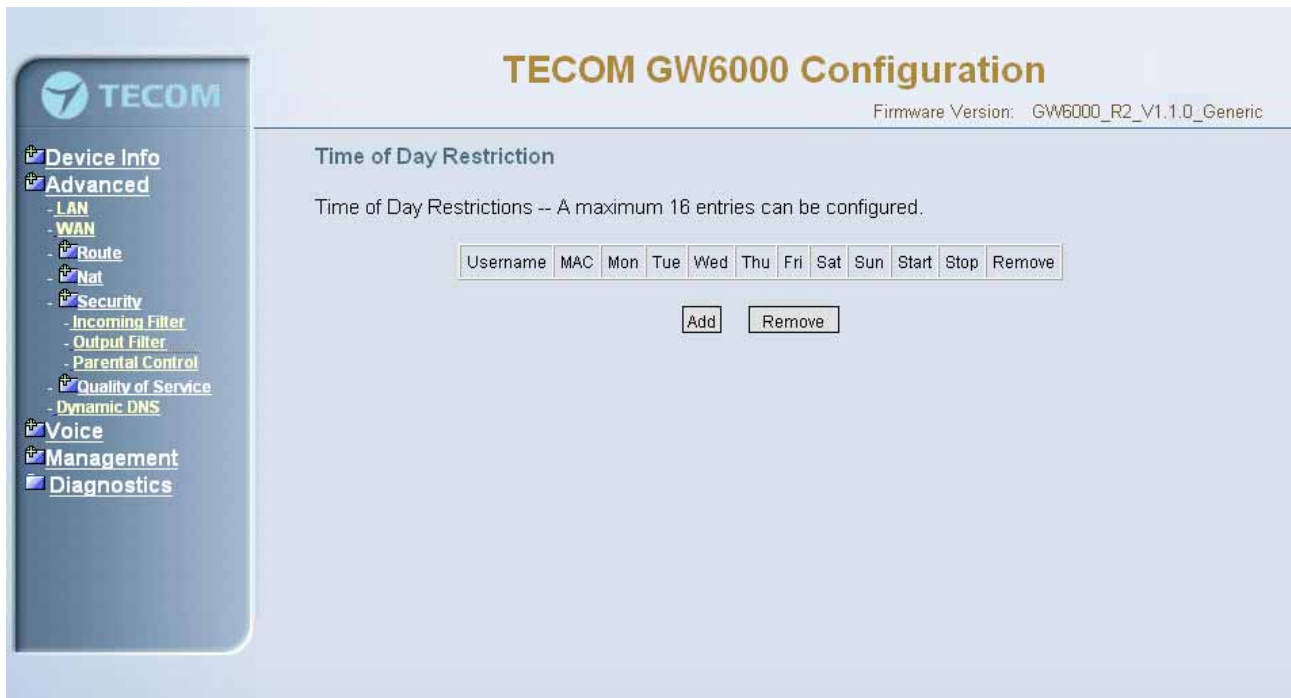 TECOM
TECOM GW6000 Configuration
Firmware Version: GW6000_R2_V1.1.0_Generic
Device Info
Advanced
- LAN
- WAN
- Route
- Nat
- Security
- Incoming Filter
- Output Filter
- Parental Control
- Quality of Service
- Dynamic DNS
Voice
Management
Diagnostics
Time of Day Restriction
Time of Day Restrictions -- A maximum 16 entries can be configured.
Username MAC Mon Tue Wed Thu Fri Sat Sun Start Stop Remove
Add Remove